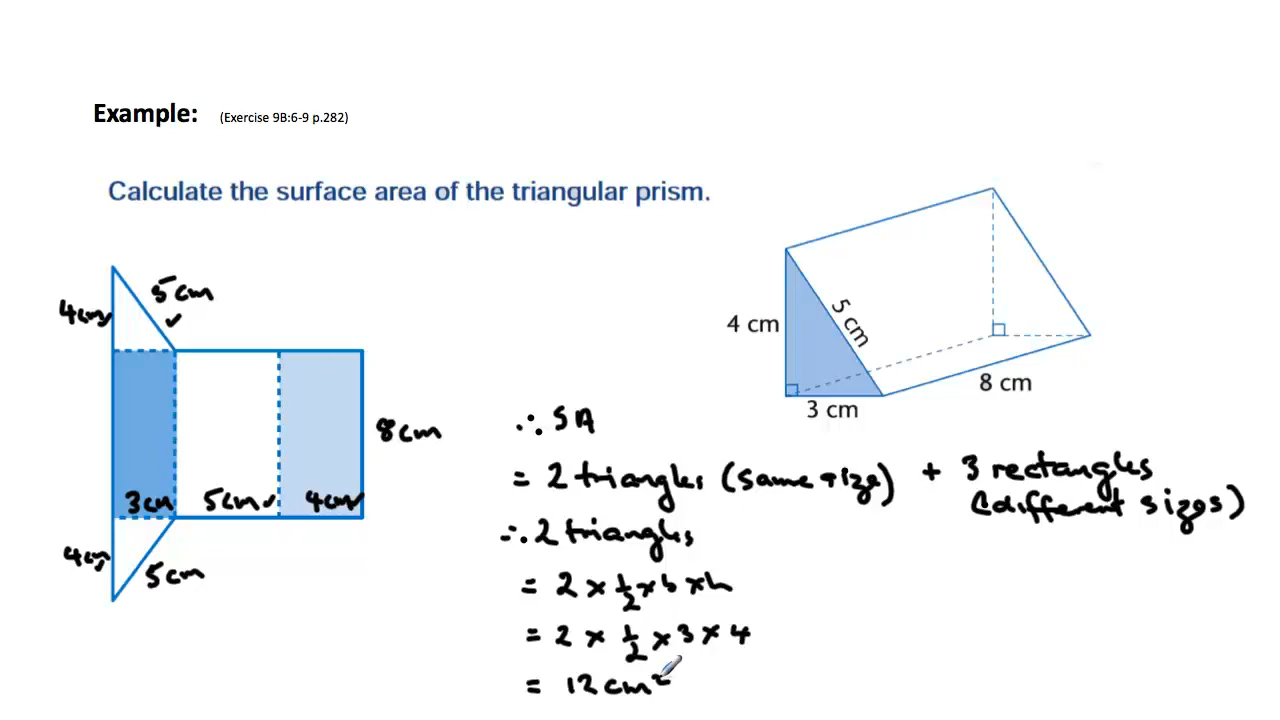 Example: (Exercise 9B:6-9 p.282)
Calculate the surface area of the triangular prism.
4cm
5cm
3cm
5cm
4cm
8cm
4cm
5cm
4 cm
5 cm
3 cm
8 cm
∴ SA
= 2 triangles (same size) + 3 rectangles
(different sizes)
∴ 2 triangles
= 2 × ½ × b × h
= 2 × ½ × 3 × 4
= 12 cm²